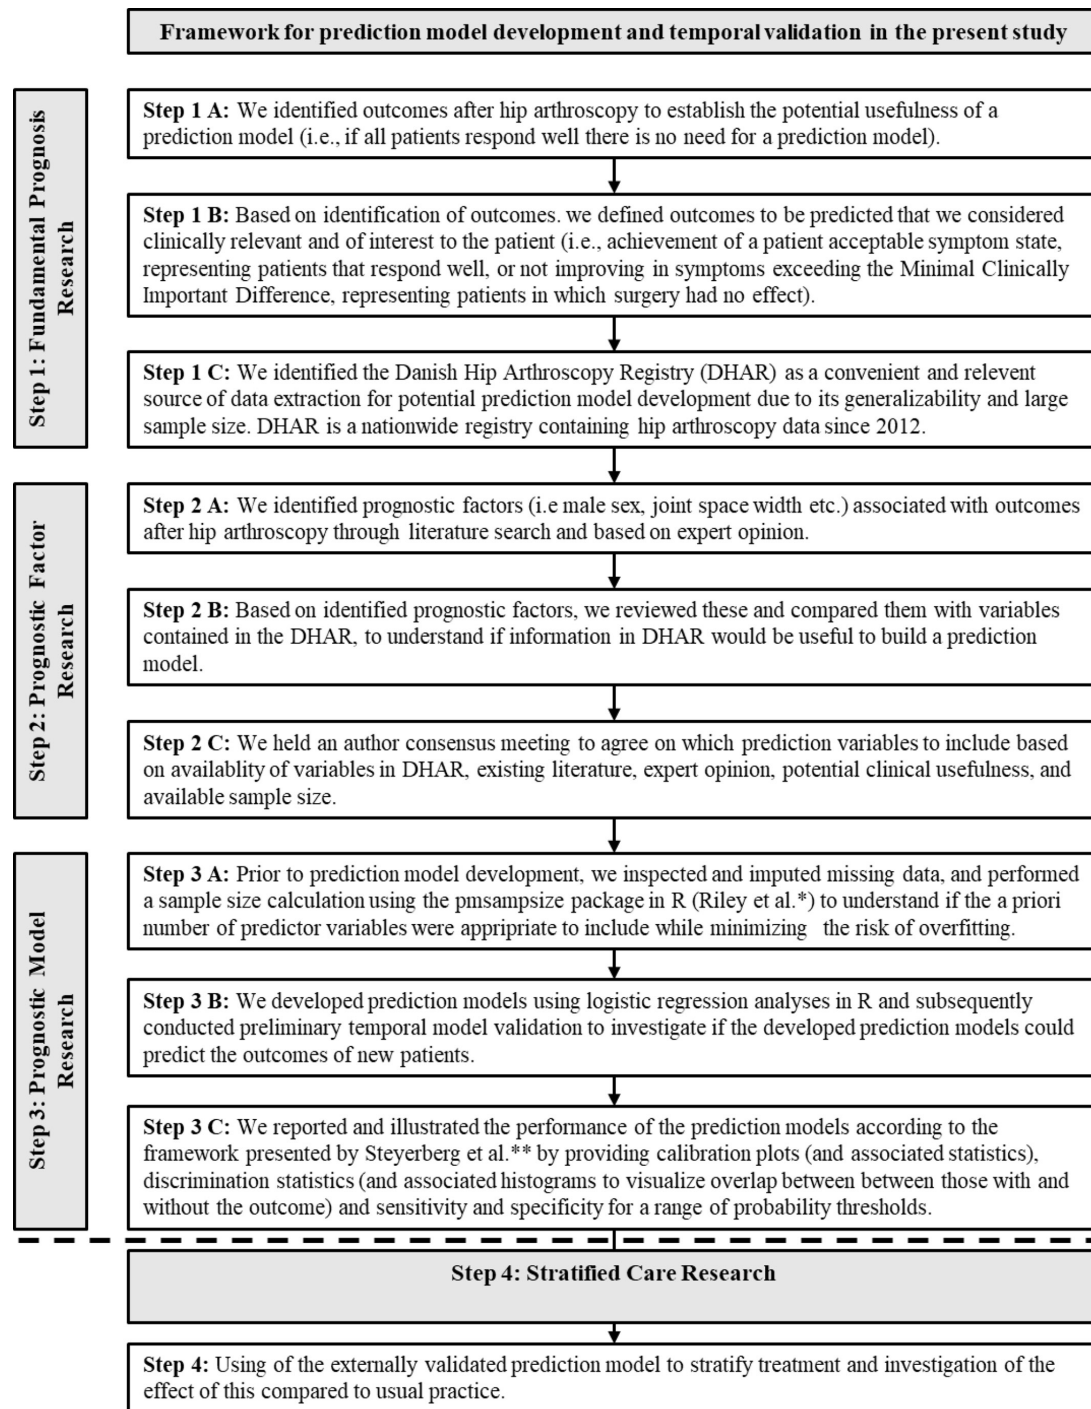 Framework for prediction model development and temporal validation in the present study
Step 1: Fundamental Prognosis
Research
Step 1 A: We identified outcomes after hip arthroscopy to establish the potential usefulness of a
prediction model (i.e., if all patients respond well there is no need for a prediction model).
Step 1 B: Based on identification of outcomes. we defined outcomes to be predicted that we considered
clinically relevant and of interest to the patient (i.e., achievement of a patient acceptable symptom state,
representing patients that respond well, or not improving in symptoms exceeding the Minimal Clinically
Important Difference, representing patients in which surgery had no effect).
Step 1 C: We identified the Danish Hip Arthroscopy Registry (DHAR) as a convenient and relevent
source of data extraction for potential prediction model development due to its generalizability and large
sample size. DHAR is a nationwide registry containing hip arthroscopy data since 2012.
Step 2: Prognostic Factor
Research
Step 2 A: We identified prognostic factors (i.e male sex, joint space width etc.) associated with outcomes
after hip arthroscopy through literature search and based on expert opinion.
Step 2 B: Based on identified prognostic factors, we reviewed these and compared them with variables
contained in the DHAR, to understand if information in DHAR would be useful to build a prediction
model.
Step 2 C: We held an author consensus meeting to agree on which prediction variables to include based
on availablity of variables in DHAR, existing literature, expert opinion, potential clinical usefulness, and
available sample size.
Step 3: Prognostic Model
Research
Step 3 A: Prior to prediction model development, we inspected and imputed missing data, and performed
a sample size calculation using the pmsampsize package in R (Riley et al.*) to understand if the a priori
number of predictor variables were appripriate to include while minimizing the risk of overfitting.
Step 3 B: We developed prediction models using logistic regression analyses in R and subsequently
conducted preliminary temporal model validation to investigate if the developed prediction models could
predict the outcomes of new patients.
Step 3 C: We reported and illustrated the performance of the prediction models according to the
framework presented by Steyerberg et al.** by providing calibration plots (and associated statistics),
discrimination statistics (and associated histograms to visualize overlap between between those with and
without the outcome) and sensitivity and specificity for a range of probability thresholds.
Step 4: Stratified Care Research
Step 4: Using of the externally validated prediction model to stratify treatment and investigation of the
effect of this compared to usual practice.